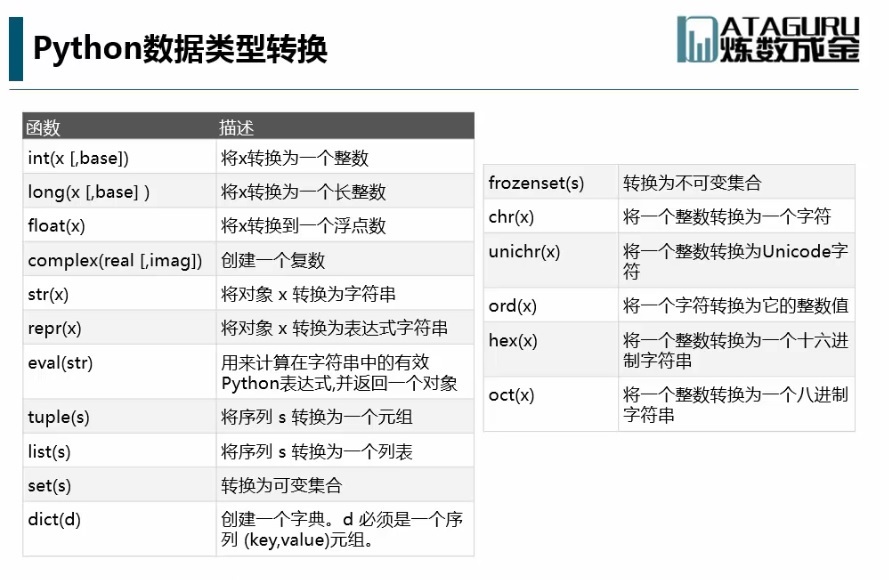 Python数据类型转换
ATAGURU
炼数成金
函数 描述
int(x [,base]) 将x转换为一个整数
long(x [,base] ) 将x转换为一个长整数
float(x) 将x转换到一个浮点数
complex(real [,imag]) 创建一个复数
str(x) 将对象 x 转换为字符串
repr(x) 将对象 x 转换为表达式字符串
eval(str) 用来计算在字符串中的有效
Python表达式,并返回一个对象
tuple(s) 将序列 s 转换为一个元组
list(s) 将序列 s 转换为一个列表
set(s) 转换为可变集合
dict(d) 创建一个字典。d 必须是一个序
列 (key,value)元组。
frozenset(s) 转换为不可变集合
chr(x) 将一个整数转换为一个字符
unichr(x) 将一个整数转换为Unicode字
符
ord(x) 将一个字符转换为它的整数值
hex(x) 将一个整数转换为一个十六进
制字符串
oct(x) 将一个整数转换为一个八进制
字符串